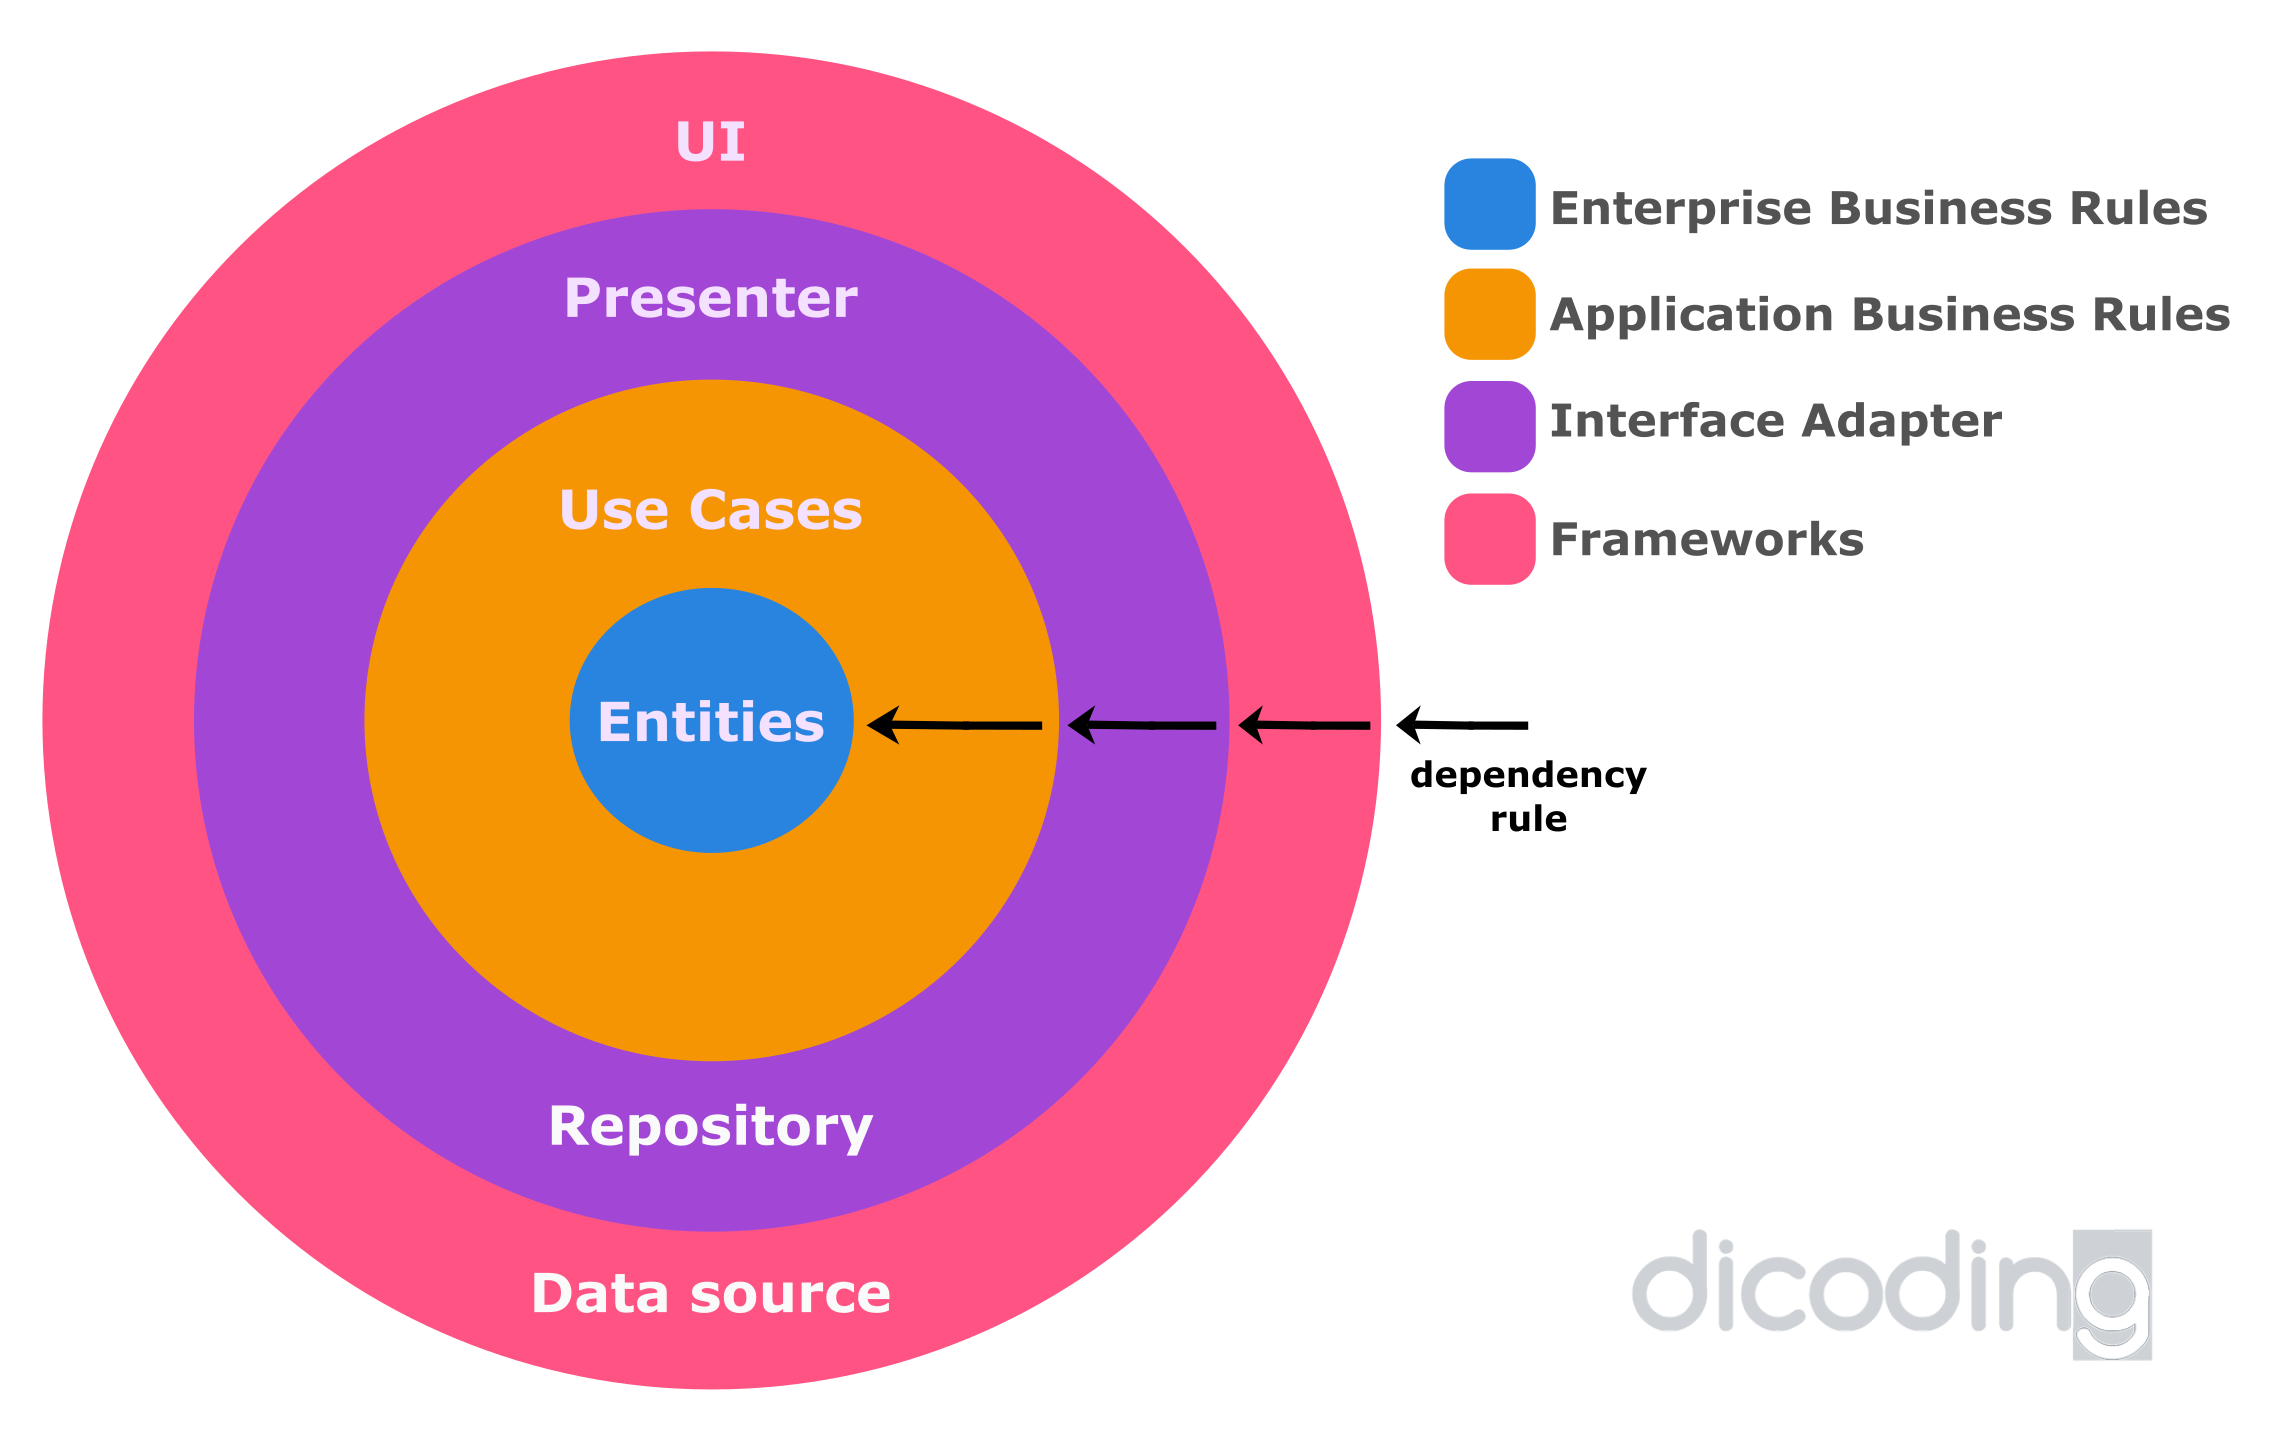 UI
Presenter
Use Cases
Entities
Repository
Data source
Enterprise Business Rules
Application Business Rules
Interface Adapter
Frameworks
dependency
rule
dicoding